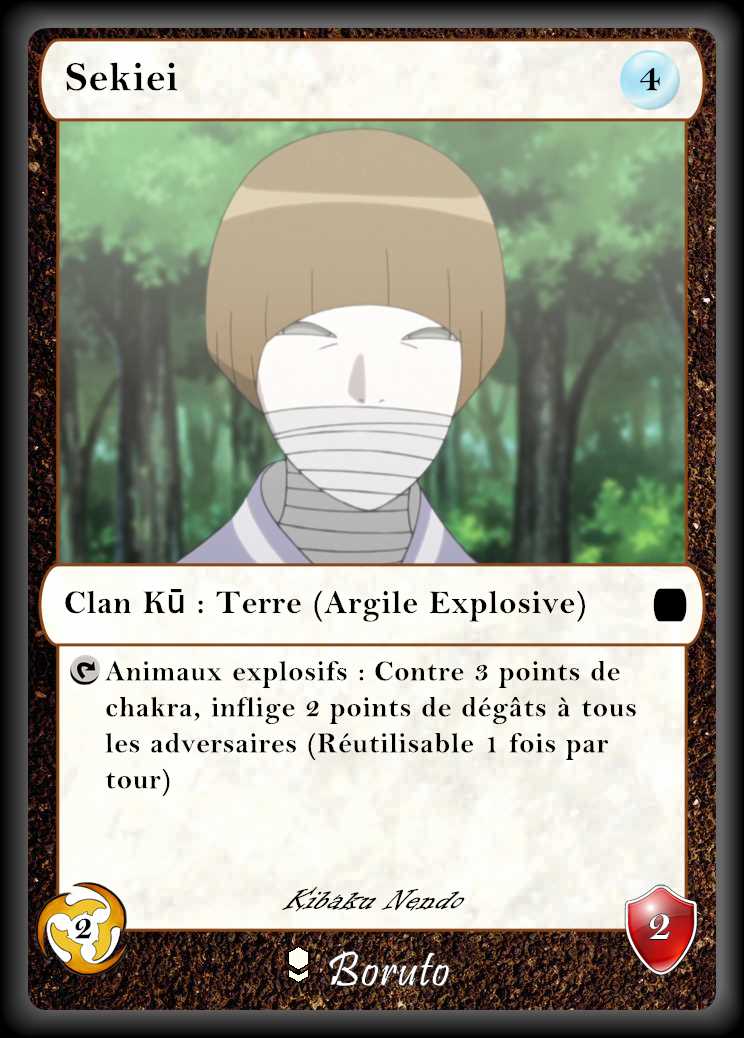 Sekiei
4
Clan Kū : Terre (Argile Explosive)
Animaux explosifs : Contre 3 points de
chakra, inflige 2 points de dégâts à tous
les adversaires (Réutilisable 1 fois par
tour)
Kibaku Nendo
2
2
Boruto